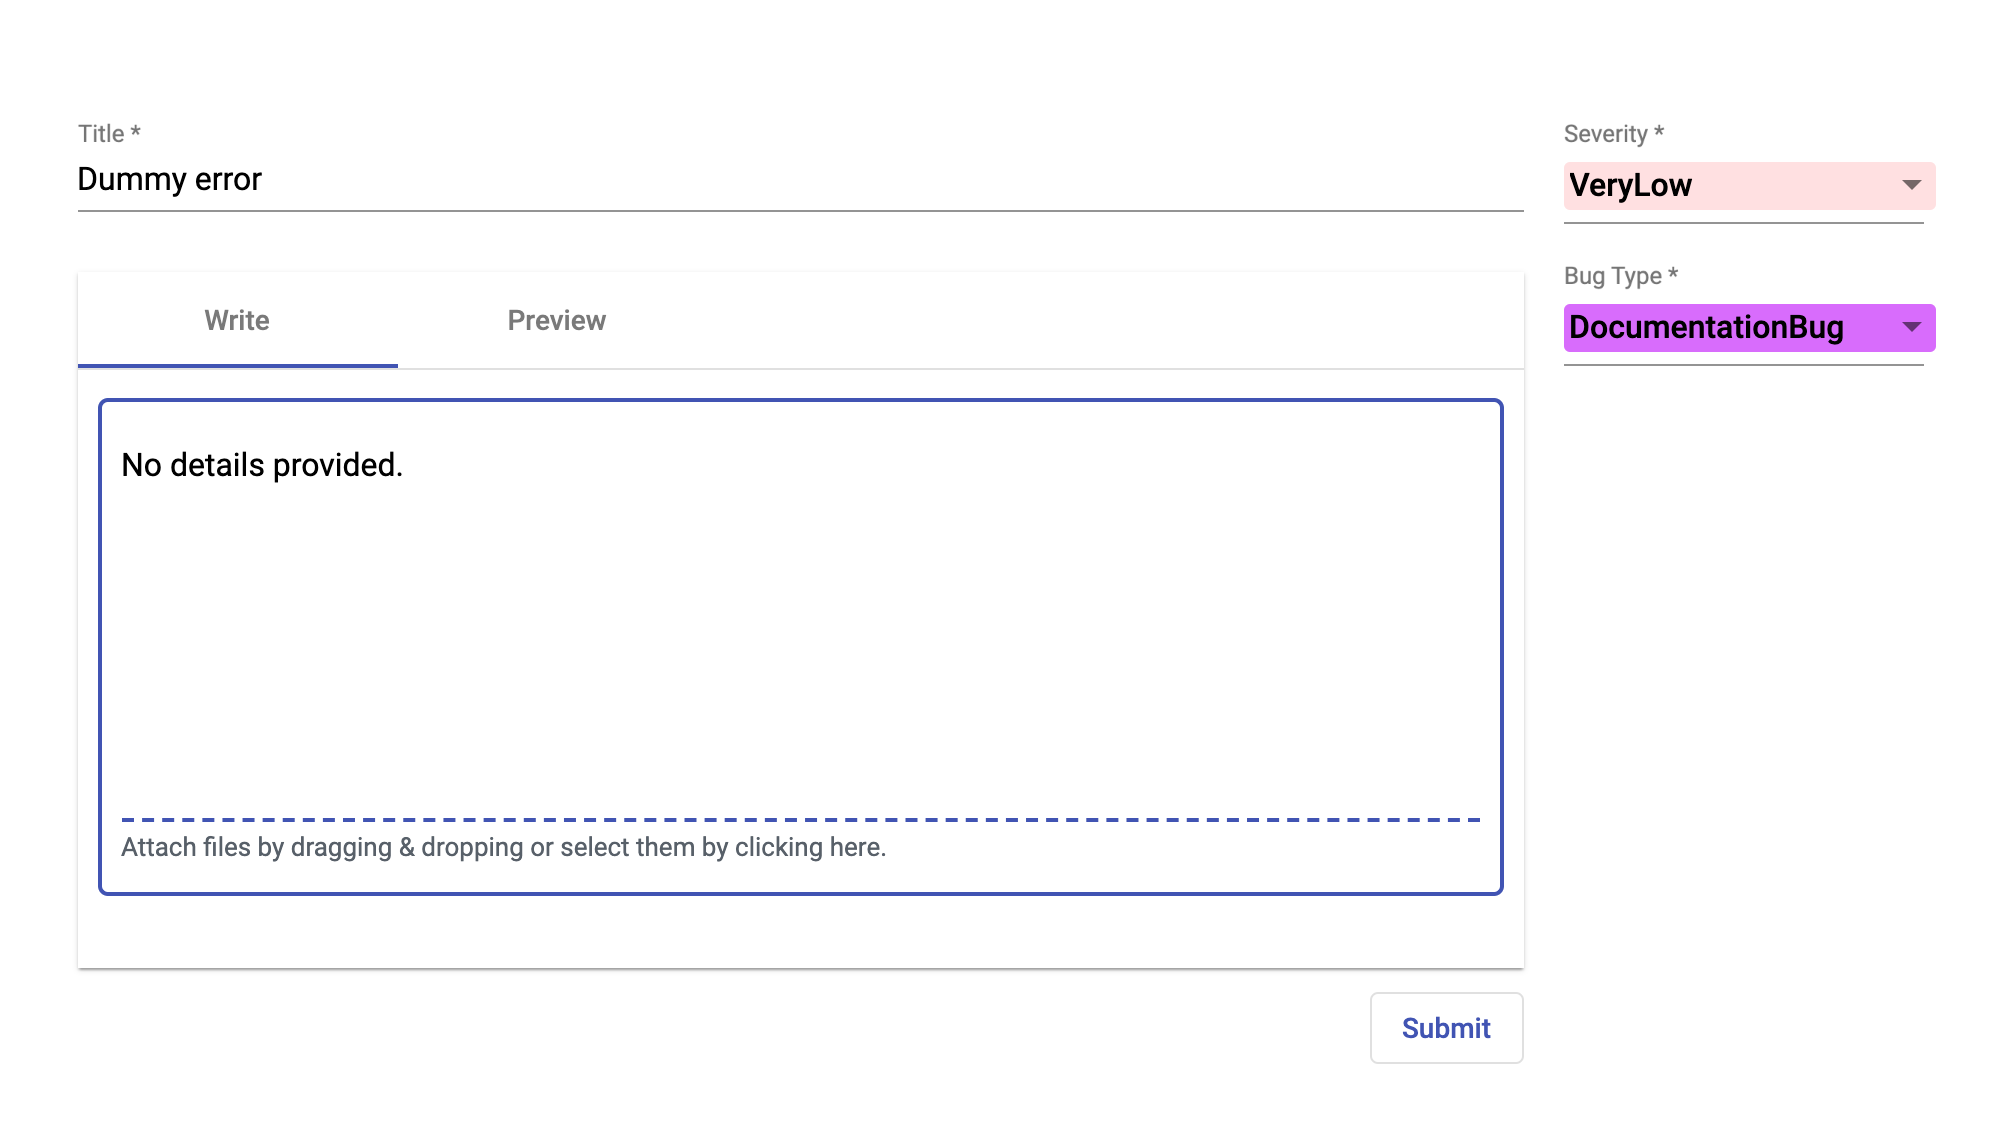 Title *
Dummy error
Severity *
VeryLow
Bug Type *
DocumentationBug
Write
Preview
No details provided.
Attach files by dragging & dropping or select them by clicking here.
Submit